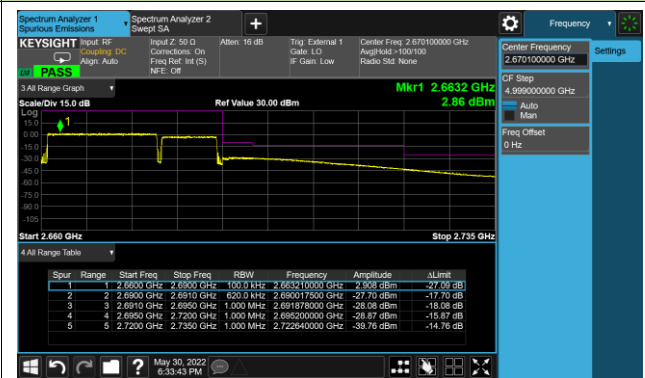 Spectrum Analyzer 1
Spurious Emissions
Spectrum Analyzer 2
Swept SA
+
Frequency
KEYSIGHT
Input: RF
Coupling: DC
Align: Auto
LXI
PASS
Input Z: 50 Ω
Corrections: On
Freq Ref: Int (S)
NFE: Off
Atten: 16 dB
Trig: External 1
Gate: LO
IF Gain: Low
Center Freq: 2.670100000 GHz
Avg|Hold:>100/100
Radio Std: None
Center Frequency
2.670100000 GHz
Settings
CF Step
4.999000000 GHz
Auto
Man
Freq Offset
0 Hz
3 All Range Graph
Mkr1 2.6632 GHz
Scale/Div 15.0 dB
Ref Value 30.00 dBm
2.86 dBm
Log
15.0
0.00
-15.0
-30.0
-45.0
-60.0
-75.0
-90.0
-105
1
Start 2.660 GHz
Stop 2.735 GHz
4 All Range Table
Spur Range Start Freq Stop Freq RBW Frequency Amplitude ΔLimit
1 1 2.6600 GHz 2.6900 GHz 100.0 kHz 2.663210000 GHz 2.908 dBm -27.09 dB
2 2 2.6900 GHz 2.6910 GHz 620.0 kHz 2.690017500 GHz -27.70 dBm -17.70 dB
3 3 2.6910 GHz 2.6950 GHz 1.000 MHz 2.691878000 GHz -28.08 dBm -18.08 dB
4 4 2.6950 GHz 2.7200 GHz 1.000 MHz 2.695200000 GHz -28.87 dBm -15.87 dB
5 5 2.7200 GHz 2.7350 GHz 1.000 MHz 2.722640000 GHz -39.76 dBm -14.76 dB
?
May 30, 2022
6:33:43 PM